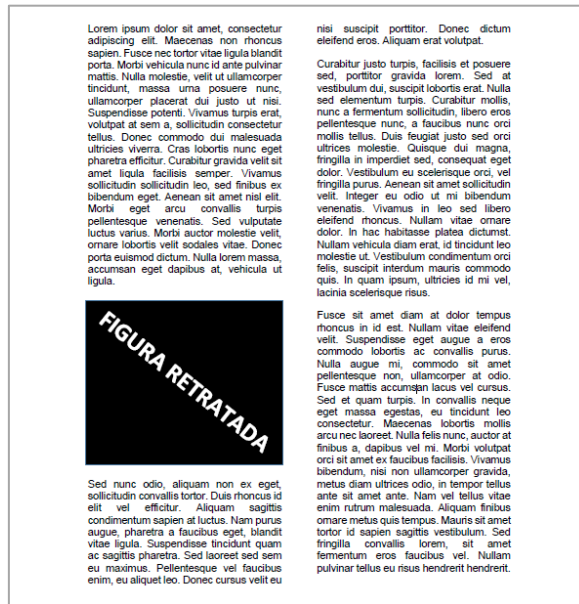 Lorem ipsum dolor sit amet, consectetur
adipiscing elit. Maecenas non rhoncus
sapien. Fusce nec tortor vitae ligula blandit
porta. Morbi vehicula nunc id ante pulvinar
mattis. Nulla molestie, velit ut ullamcorper
tincidunt, massa urna posuere nunc,
ullamcorper placerat dui justo ut nisi.
Suspendisse potenti. Vivamus turpis erat,
volutpat at sem a, sollicitudin consectetur
tellus. Donec commodo dui malesuada
ultricies viverra. Cras lobortis nunc eget
pharetra efficitur. Curabitur gravida velit sit
amet ligula facilisis semper. Vivamus
sollicitudin sollicitudin leo, sed finibus ex
bibendum eget. Aenean sit amet nisl elit.
Morbi eget arcu convallis turpis
pellentesque venenatis. Sed vulputate
luctus varius. Morbi auctor molestie velit,
ornare lobortis velit sodales vitae. Donec
porta euismod dictum. Nulla lorem massa,
accumsan eget dapibus at, vehicula ut
ligula.
FIGURA RETRATADA
Sed nunc odio, aliquam non ex eget,
sollicitudin convallis tortor. Duis rhoncus id
elit vel efficitur. Aliquam sagittis
condimentum sapien at luctus. Nam purus
augue, pharetra a faucibus eget, blandit
vitae ligula. Suspendisse tincidunt quam
ac sagittis pharetra. Sed laoreet sed sem
eu maximus. Pellentesque vel faucibus
enim, eu aliquet leo. Donec cursus velit eu
nisi suscipit porttitor. Donec dictum
eleifend eros. Aliquam erat volutpat.
Curabitur justo turpis, facilisis et posuere
sed, porttitor gravida lorem. Sed at
vestibulum dui, suscipit lobortis erat. Nulla
sed elementum turpis. Curabitur mollis,
nunc a fermentum sollicitudin, libero eros
pellentesque nunc, a faucibus nunc orci
mollis tellus. Duis feugiat justo sed orci
ultrices molestie. Quisque dui magna,
fringilla in imperdiet sed, consequat eget
dolor. Vestibulum eu scelerisque orci, vel
fringilla purus. Aenean sit amet sollicitudin
velit. Integer eu odio ut mi bibendum
venenatis. Vivamus in leo sed libero
eleifend rhoncus. Nullam vitae ornare
dolor. In hac habitasse platea dictumst.
Nullam vehicula diam erat, id tincidunt leo
molestie ut. Vestibulum condimentum orci
felis, suscipit interdum mauris commodo
quis. In quam ipsum, ultricies id mi vel,
lacinia scelerisque risus.
Fusce sit amet diam at dolor tempus
rhoncus in id est. Nullam vitae eleifend
velit. Suspendisse eget augue a eros
commodo lobortis ac convallis purus.
Nulla augue mi, commodo sit amet
pellentesque non, ullamcorper at odio.
Fusce mattis accumsan lacus vel cursus.
Sed et quam turpis. In convallis neque
eget massa egestas, eu tincidunt leo
consectetur. Maecenas lobortis mollis
arcu nec laoreet. Nulla felis nunc, auctor at
finibus a, dapibus vel mi. Morbi volutpat
orci sit amet ex faucibus facilisis. Vivamus
bibendum, nisi non ullamcorper gravida,
metus diam ultrices odio, in tempor tellus
ante sit amet ante. Nam vel tellus vitae
enim rutrum malesuada. Aliquam finibus
ornare metus quis tempus. Mauris sit amet
tortor id sapien sagittis vestibulum. Sed
fringilla convallis lorem, sit amet
fermentum eros faucibus vel. Nullam
pulvinar tellus eu risus hendrerit hendrerit.